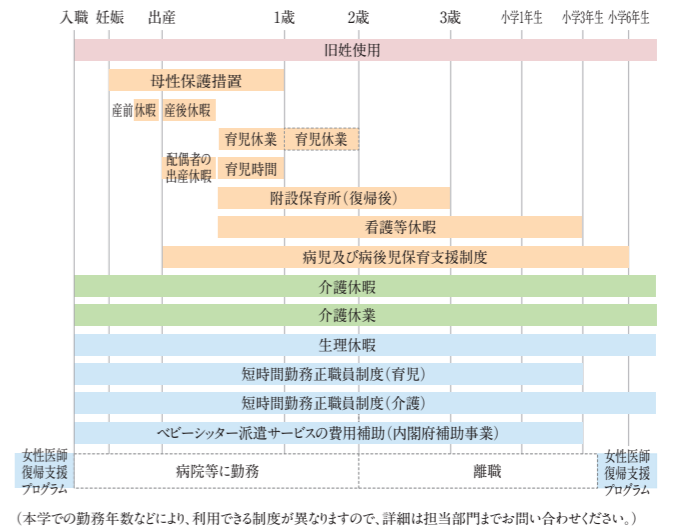 入職 妊娠 出産 1歳 2歳 3歳 小学1年生 小学3年生 小学6年生
旧姓使用
母性保護措置
産前休暇 産後休暇
育児休業 育児休業
配偶者の
出産休暇
育児時間
附設保育所(復帰後)
看護等休暇
病児及び病後児保育支援制度
介護休暇
介護休業
生理休暇
短時間勤務正職員制度(育児)
短時間勤務正職員制度(介護)
ベビーシッター派遣サービスの費用補助(内閣府補助事業)
女性医師
復帰支援
プログラム
病院等に勤務
離職
女性医師
復帰支援
プログラム
(本学での勤務年数などにより、利用できる制度が異なりますので、詳細は担当部門までお問い合わせください。)